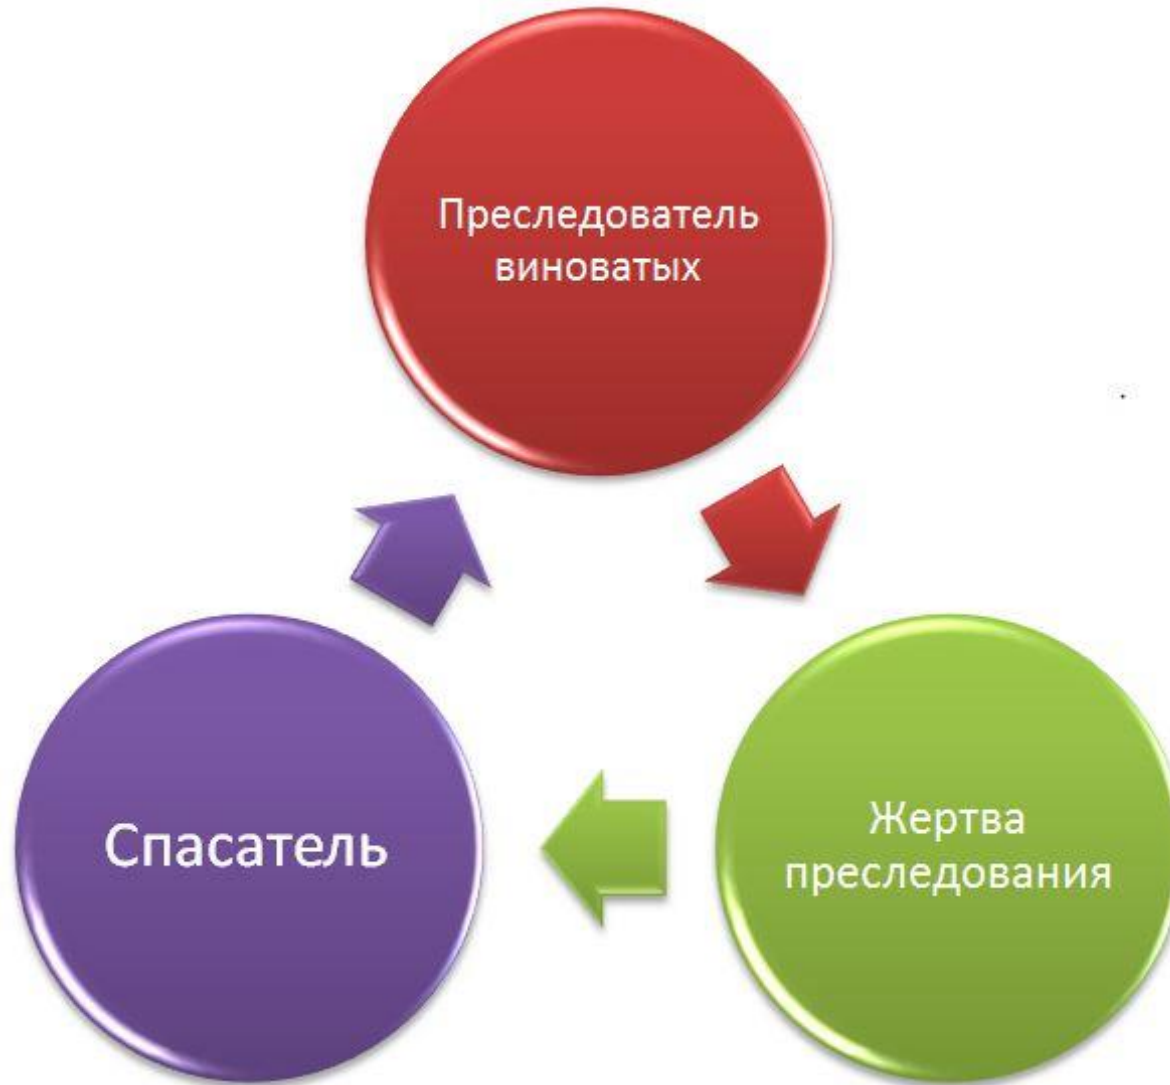 Преследователь
виноватых
Спасатель
Жертва
преследования